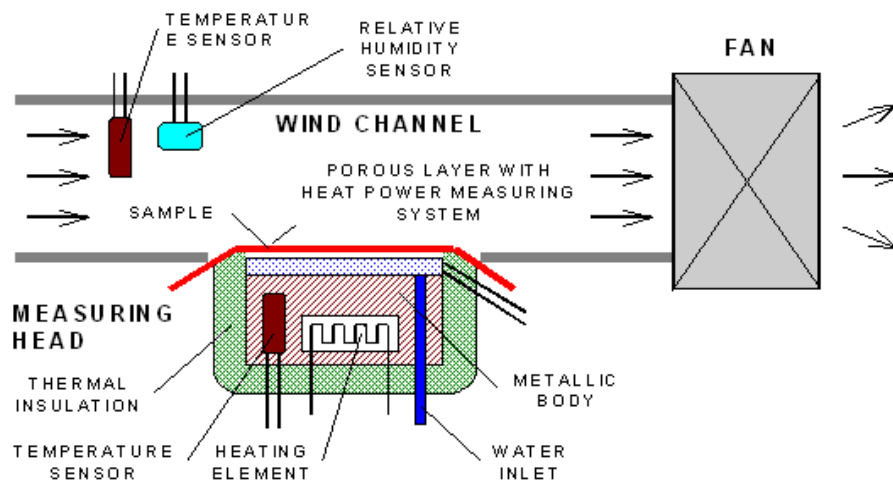 TEMPERATUR
E SENSOR
RELATIVE
HUMIDITY
SENSOR
FAN
WIND CHANNEL
POROUS LAYER WITH
HEAT POWER MEASURING
SYSTEM
SAMPLE
MEASURING
HEAD
THERMAL
INSULATION
METALLIC
BODY
TEMPERATURE
SENSOR
HEATING
ELEMENT
WATER
INLET